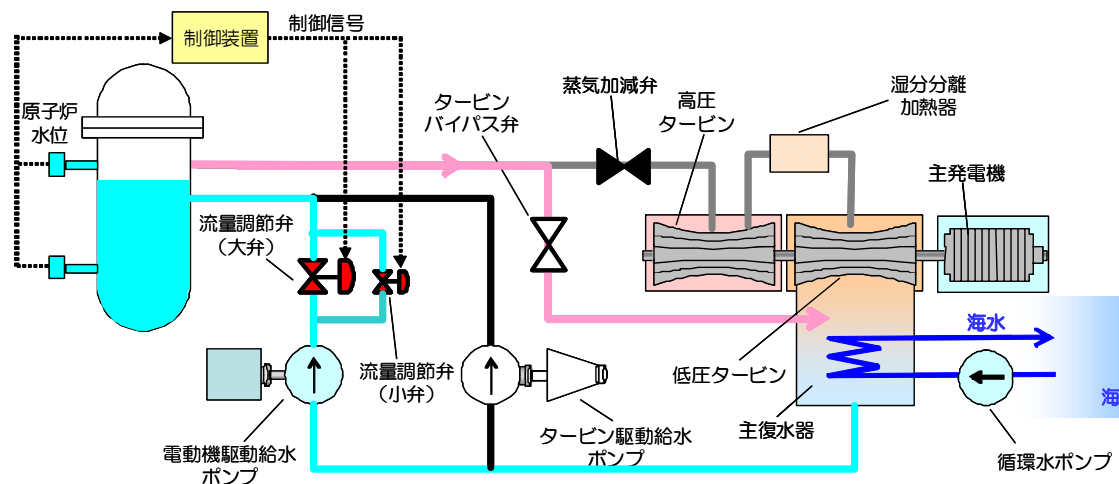 制御装置
制御信号
原子炉
水位
タービン
バイパス弁
蒸気加減弁
高圧
タービン
湿分分離
加熱器
主発電機
流量調節弁
（大弁）
流量調節弁
（小弁）
海水
低圧タービン
海
主復水器
循環水ポンプ
電動機駆動給水
ポンプ
タービン駆動給水
ポンプ